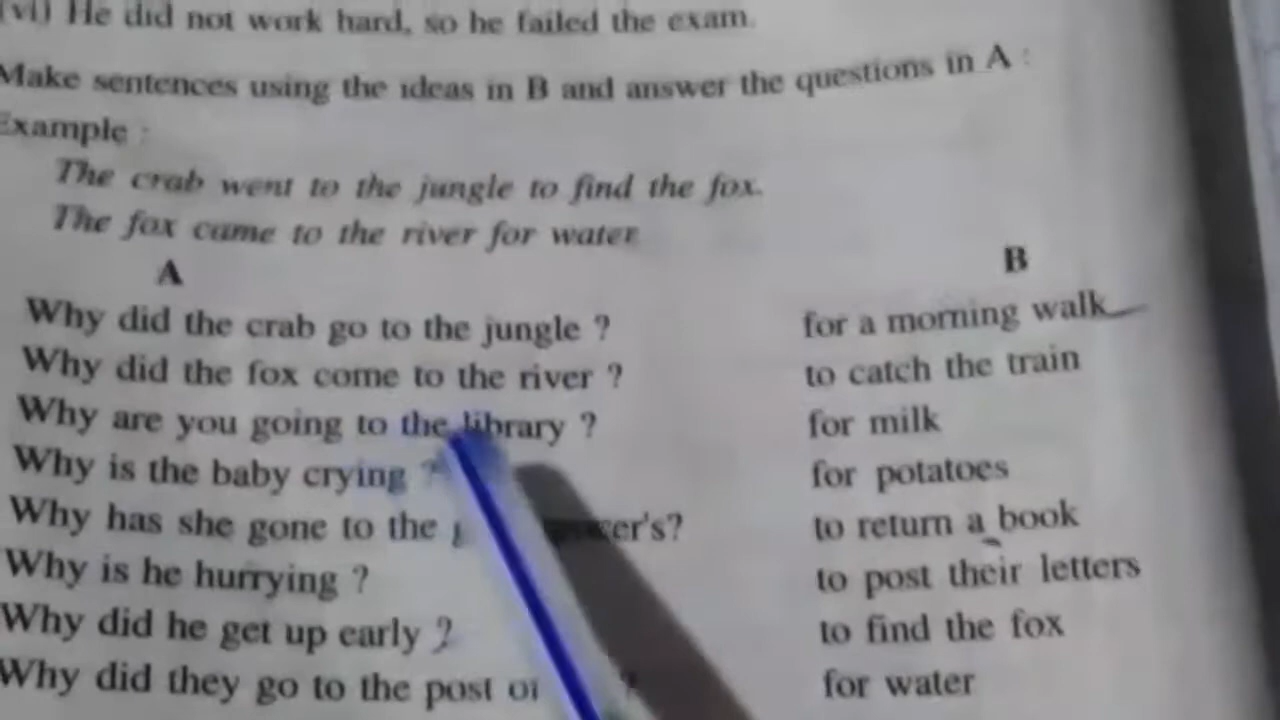 (vi) He did not work hard, so he failed the exam.
Make sentences using the ideas in B and answer the questions in A :
Example :
The crab went to the jungle to find the fox.
The fox came to the river for water.
A B
Why did the crab go to the jungle ? for a morning walk
Why did the fox come to the river ? to catch the train
Why are you going to the library ? for milk
Why is the baby crying ? for potatoes
Why has she gone to the to return a book
Why is he hurrying ? to post their letters
Why did he get up early ? to find the fox
Why did they go to the post for water